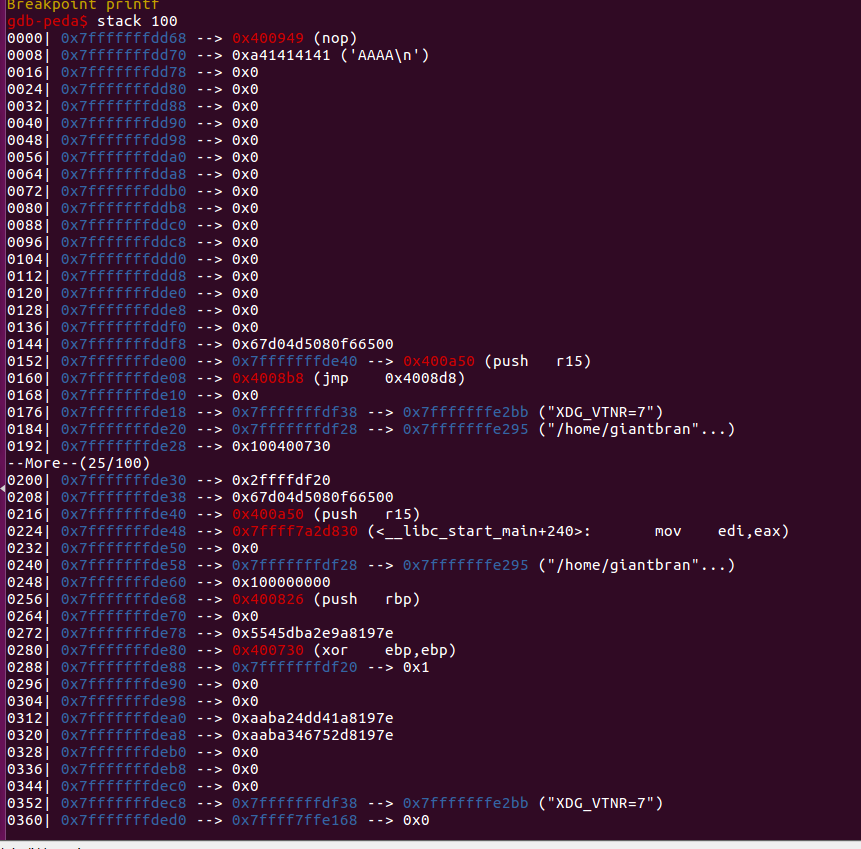 Breakpoint printf
gdb-peda$ stack 100
0000| 0x7fffffffdd68 --> 0x400949 (nop)
0008| 0x7fffffffdd70 --> 0xa41414141 ('AAAA\n')
0016| 0x7fffffffdd78 --> 0x0
0024| 0x7fffffffdd80 --> 0x0
0032| 0x7fffffffdd88 --> 0x0
0040| 0x7fffffffdd90 --> 0x0
0048| 0x7fffffffdd98 --> 0x0
0056| 0x7fffffffdda0 --> 0x0
0064| 0x7fffffffdda8 --> 0x0
0072| 0x7fffffffddb0 --> 0x0
0080| 0x7fffffffddb8 --> 0x0
0088| 0x7fffffffddc0 --> 0x0
0096| 0x7fffffffddc8 --> 0x0
0104| 0x7fffffffddd0 --> 0x0
0112| 0x7fffffffddd8 --> 0x0
0120| 0x7fffffffdde0 --> 0x0
0128| 0x7fffffffdde8 --> 0x0
0136| 0x7fffffffddf0 --> 0x0
0144| 0x7fffffffddf8 --> 0x67d04d5080f66500
0152| 0x7fffffffde00 --> 0x7fffffffde40 --> 0x400a50 (push   r15)
0160| 0x7fffffffde08 --> 0x4008b8 (jmp    0x4008d8)
0168| 0x7fffffffde10 --> 0x0
0176| 0x7fffffffde18 --> 0x7fffffffdf38 --> 0x7fffffffe2bb ("XDG_VTNR=7")
0184| 0x7fffffffde20 --> 0x7fffffffdf28 --> 0x7fffffffe295 ("/home/giantbran"...)
0192| 0x7fffffffde28 --> 0x100400730
--More--(25/100)
0200| 0x7fffffffde30 --> 0x2ffffdf20
0208| 0x7fffffffde38 --> 0x67d04d5080f66500
0216| 0x7fffffffde40 --> 0x400a50 (push   r15)
0224| 0x7fffffffde48 --> 0x7ffff7a2d830 (<__libc_start_main+240>:       mov    edi,eax)
0232| 0x7fffffffde50 --> 0x0
0240| 0x7fffffffde58 --> 0x7fffffffdf28 --> 0x7fffffffe295 ("/home/giantbran"...)
0248| 0x7fffffffde60 --> 0x100000000
0256| 0x7fffffffde68 --> 0x400826 (push   rbp)
0264| 0x7fffffffde70 --> 0x0
0272| 0x7fffffffde78 --> 0x5545dba2e9a8197e
0280| 0x7fffffffde80 --> 0x400730 (xor    ebp,ebp)
0288| 0x7fffffffde88 --> 0x7fffffffdf20 --> 0x1
0296| 0x7fffffffde90 --> 0x0
0304| 0x7fffffffde98 --> 0x0
0312| 0x7fffffffdea0 --> 0xaaba24dd41a8197e
0320| 0x7fffffffdea8 --> 0xaaba346752d8197e
0328| 0x7fffffffdeb0 --> 0x0
0336| 0x7fffffffdeb8 --> 0x0
0344| 0x7fffffffdec0 --> 0x0
0352| 0x7fffffffdec8 --> 0x7fffffffdf38 --> 0x7fffffffe2bb ("XDG_VTNR=7")
0360| 0x7fffffffded0 --> 0x7ffff7ffe168 --> 0x0